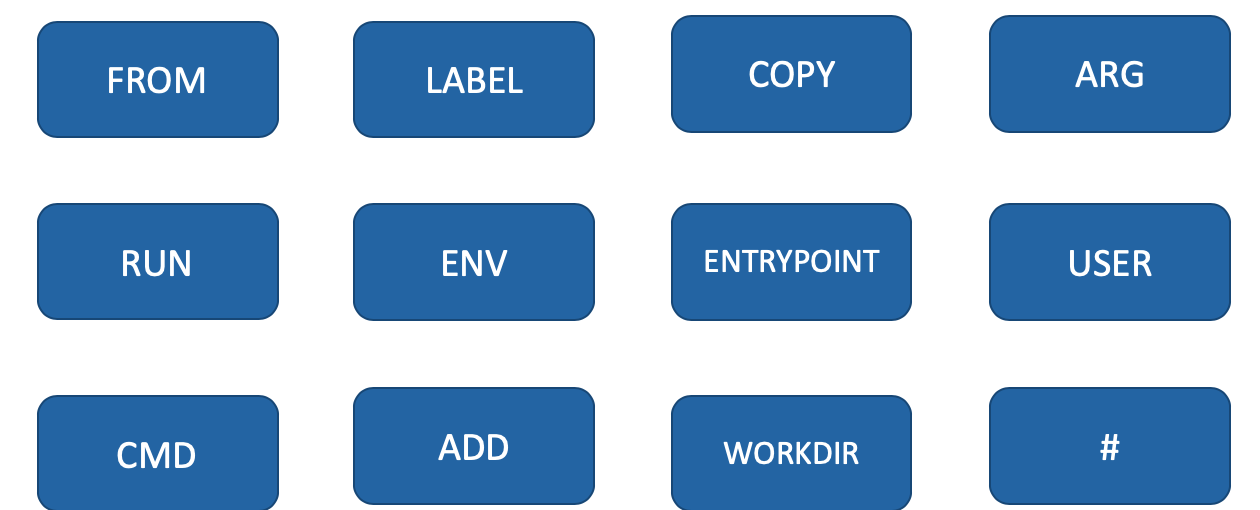 FROM
LABEL
COPY
ARG
RUN
ENV
ENTRYPOINT
USER
CMD
ADD
WORKDIR
#